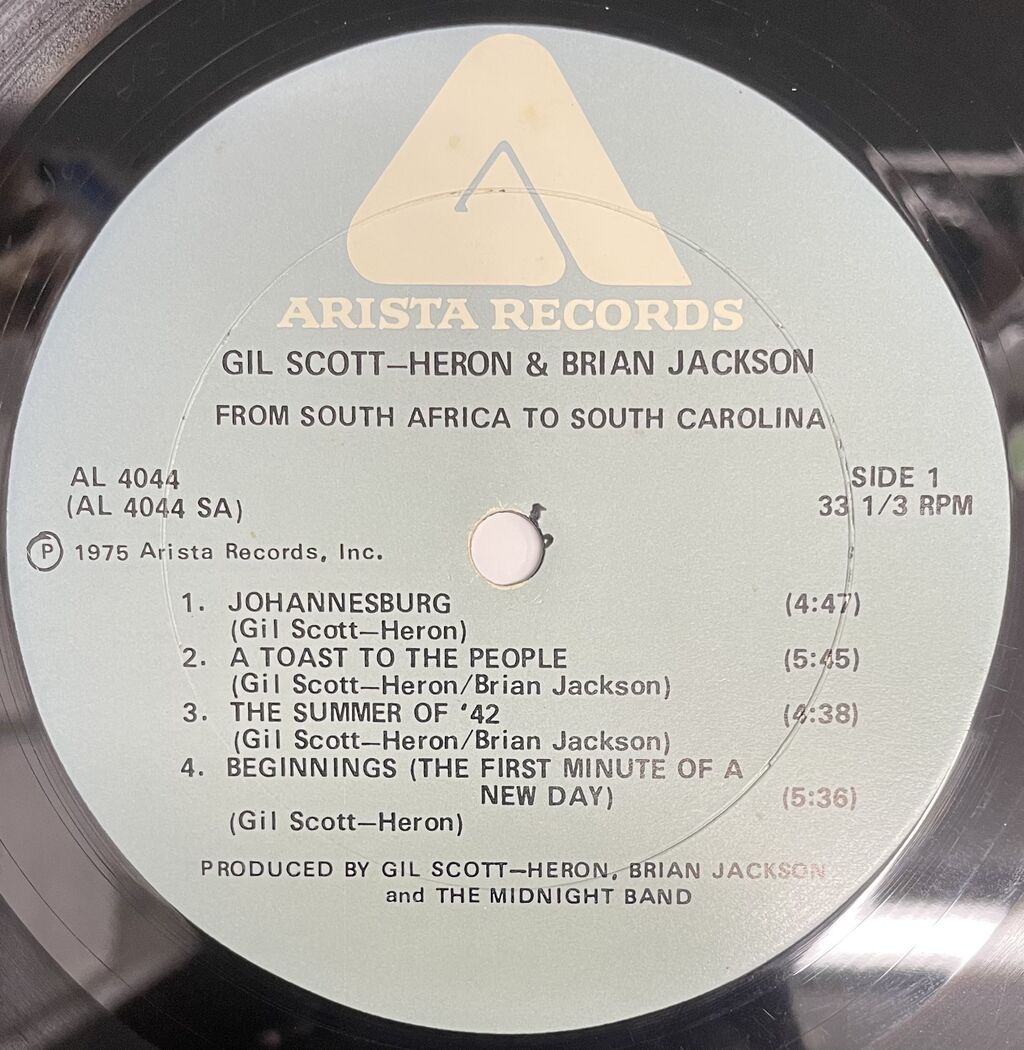 ARISTA RECORDS
GIL SCOTT–HERON & BRIAN JACKSON
FROM SOUTH AFRICA TO SOUTH CAROLINA
AL 4044
(AL 4044 SA)
SIDE 1
33 1/3 RPM
Ⓟ 1975 Arista Records, Inc.
1. JOHANNESBURG (4:47)
(Gil Scott–Heron)
2. A TOAST TO THE PEOPLE (5:45)
(Gil Scott–Heron/Brian Jackson)
3. THE SUMMER OF '42 (4:38)
(Gil Scott–Heron/Brian Jackson)
4. BEGINNINGS (THE FIRST MINUTE OF A
NEW DAY) (5:36)
(Gil Scott–Heron)
PRODUCED BY GIL SCOTT–HERON, BRIAN JACKSON
and THE MIDNIGHT BAND